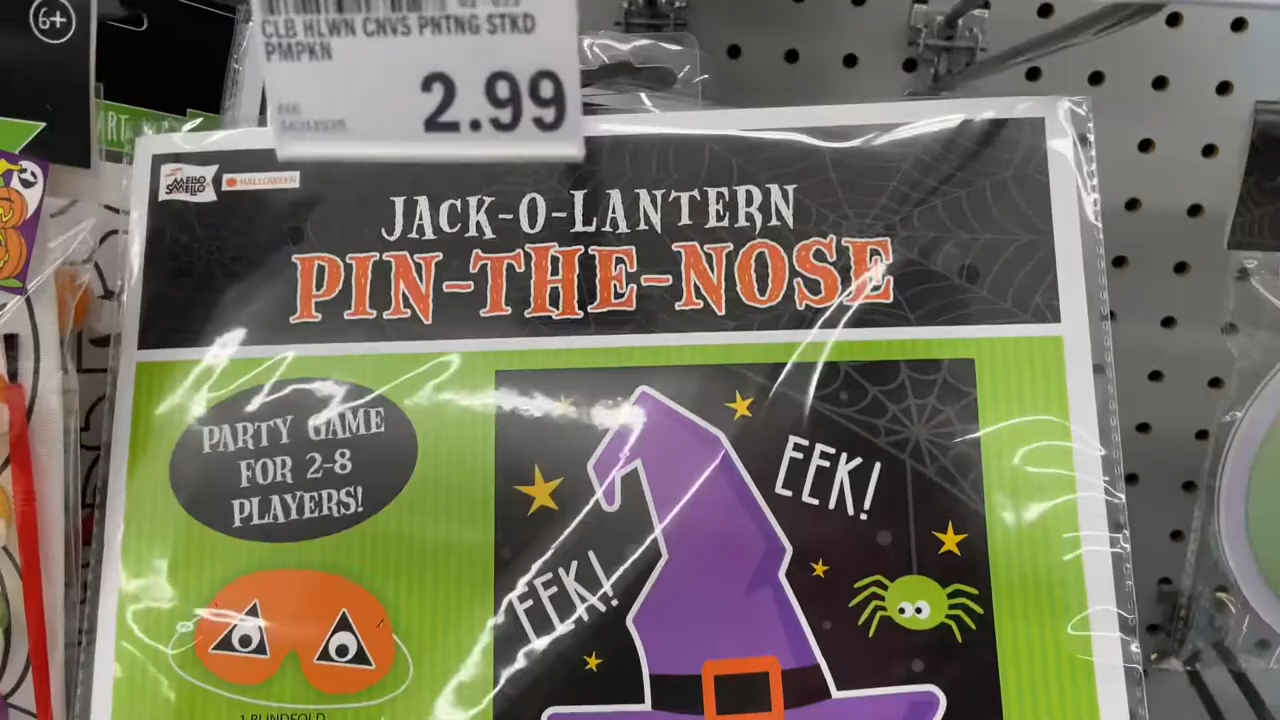 6+
CLB HLWN CNVS PNTNG STKD
PMPKN
2.99
MELLO
SMELLO
HALLOWEEN
JACK-O-LANTERN
PIN-THE-NOSE
PARTY GAME
FOR 2-8
PLAYERS!
EEK!
EEK!
1 BLINDFOLD